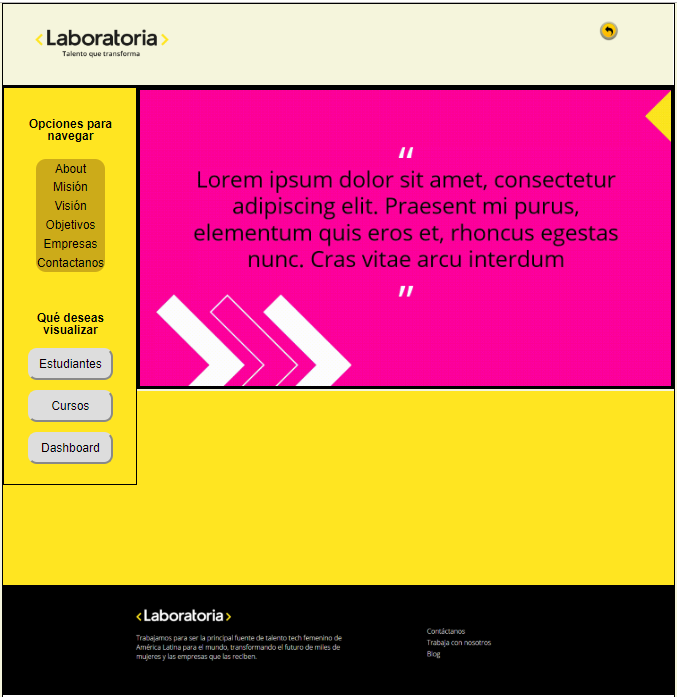 ‹ Laboratoria ›
Talento que transforma
Opciones para
navegar
About
Misión
Visión
Objetivos
Empresas
Contactanos
Qué deseas
visualizar
Estudiantes
Cursos
Dashboard
“
Lorem ipsum dolor sit amet, consectetur
adipiscing elit. Praesent mi purus,
elementum quis eros et, rhoncus egestas
nunc. Cras vitae arcu interdum
”
‹ Laboratoria ›
Trabajamos para ser la principal fuente de talento tech femenino de
América Latina para el mundo, transformando el futuro de miles de
mujeres y las empresas que las reciben.
Contáctanos
Trabaja con nosotros
Blog